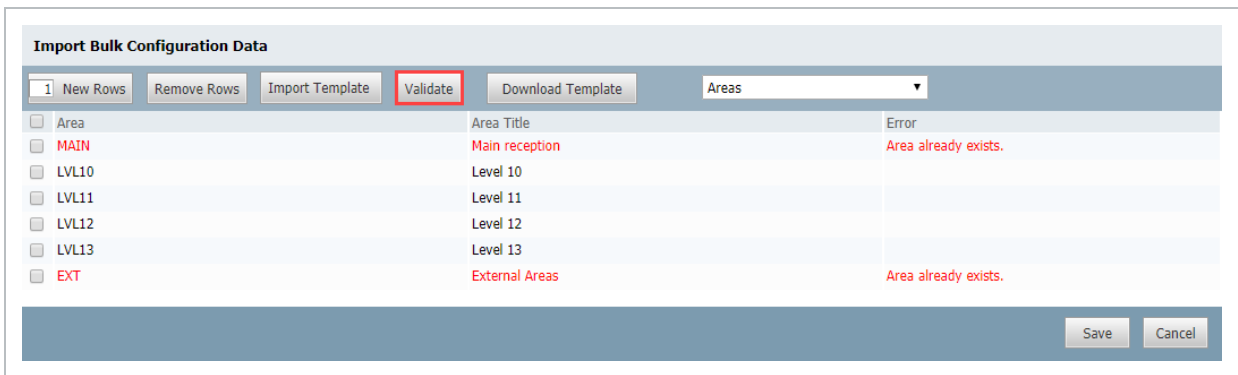 Import Bulk Configuration Data
1 New Rows Remove Rows Import Template Validate Download Template Areas
Area Area Title Error
MAIN Main reception Area already exists.
LVL10 Level 10
LVL11 Level 11
LVL12 Level 12
LVL13 Level 13
EXT External Areas Area already exists.
Save Cancel